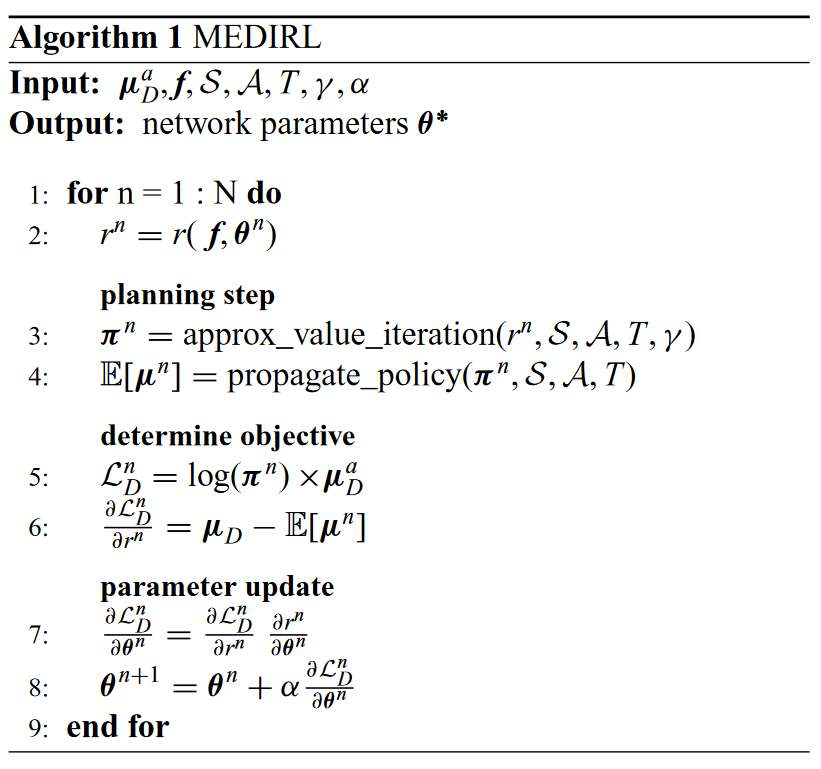 Algorithm 1 MEDIRL
Input: μ_D^a, f, S, A, T, γ, α
Output: network parameters θ*
1: for n = 1 : N do
2: r^n = r( f, θ^n)
planning step
3: π^n = approx_value_iteration(r^n, S, A, T, γ)
4: 𝔼[μ^n] = propagate_policy(π^n, S, A, T)
determine objective
5: ℒ_D^n = log(π^n) × μ_D^a
6: ∂ℒ_D^n/∂r^n = μ_D − 𝔼[μ^n]
parameter update
7: ∂ℒ_D^n/∂θ^n = ∂ℒ_D^n/∂r^n ∂r^n/∂θ^n
8: θ^{n+1} = θ^n + α ∂ℒ_D^n/∂θ^n
9: end for